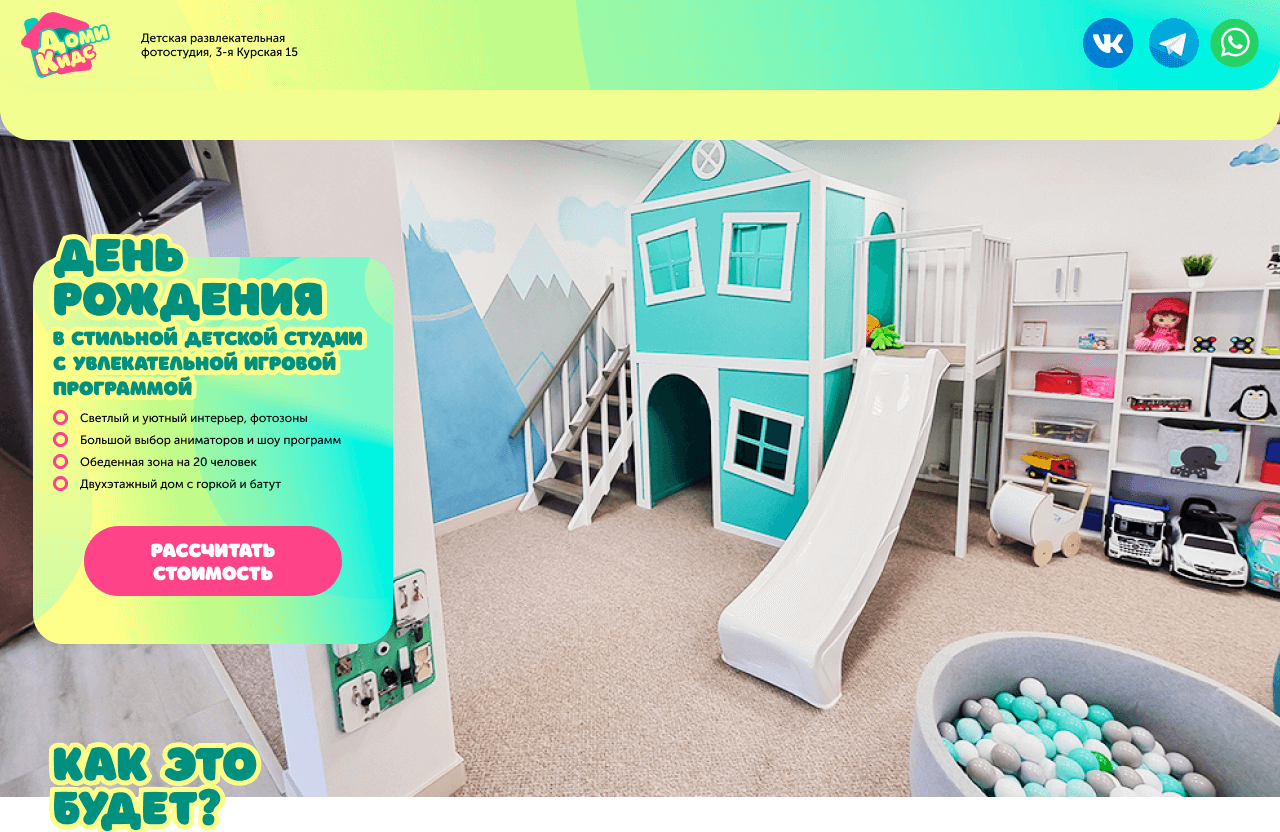 Доми
Кидс
Детская развлекательная
фотостудия, 3-я Курская 15
ДЕНЬ
РОЖДЕНИЯ
В СТИЛЬНОЙ ДЕТСКОЙ СТУДИИ
С УВЛЕКАТЕЛЬНОЙ ИГРОВОЙ
ПРОГРАММОЙ
Светлый и уютный интерьер, фотозоны
Большой выбор аниматоров и шоу программ
Обеденная зона на 20 человек
Двухэтажный дом с горкой и батут
РАССЧИТАТЬ
СТОИМОСТЬ
КАК ЭТО
БУДЕТ?